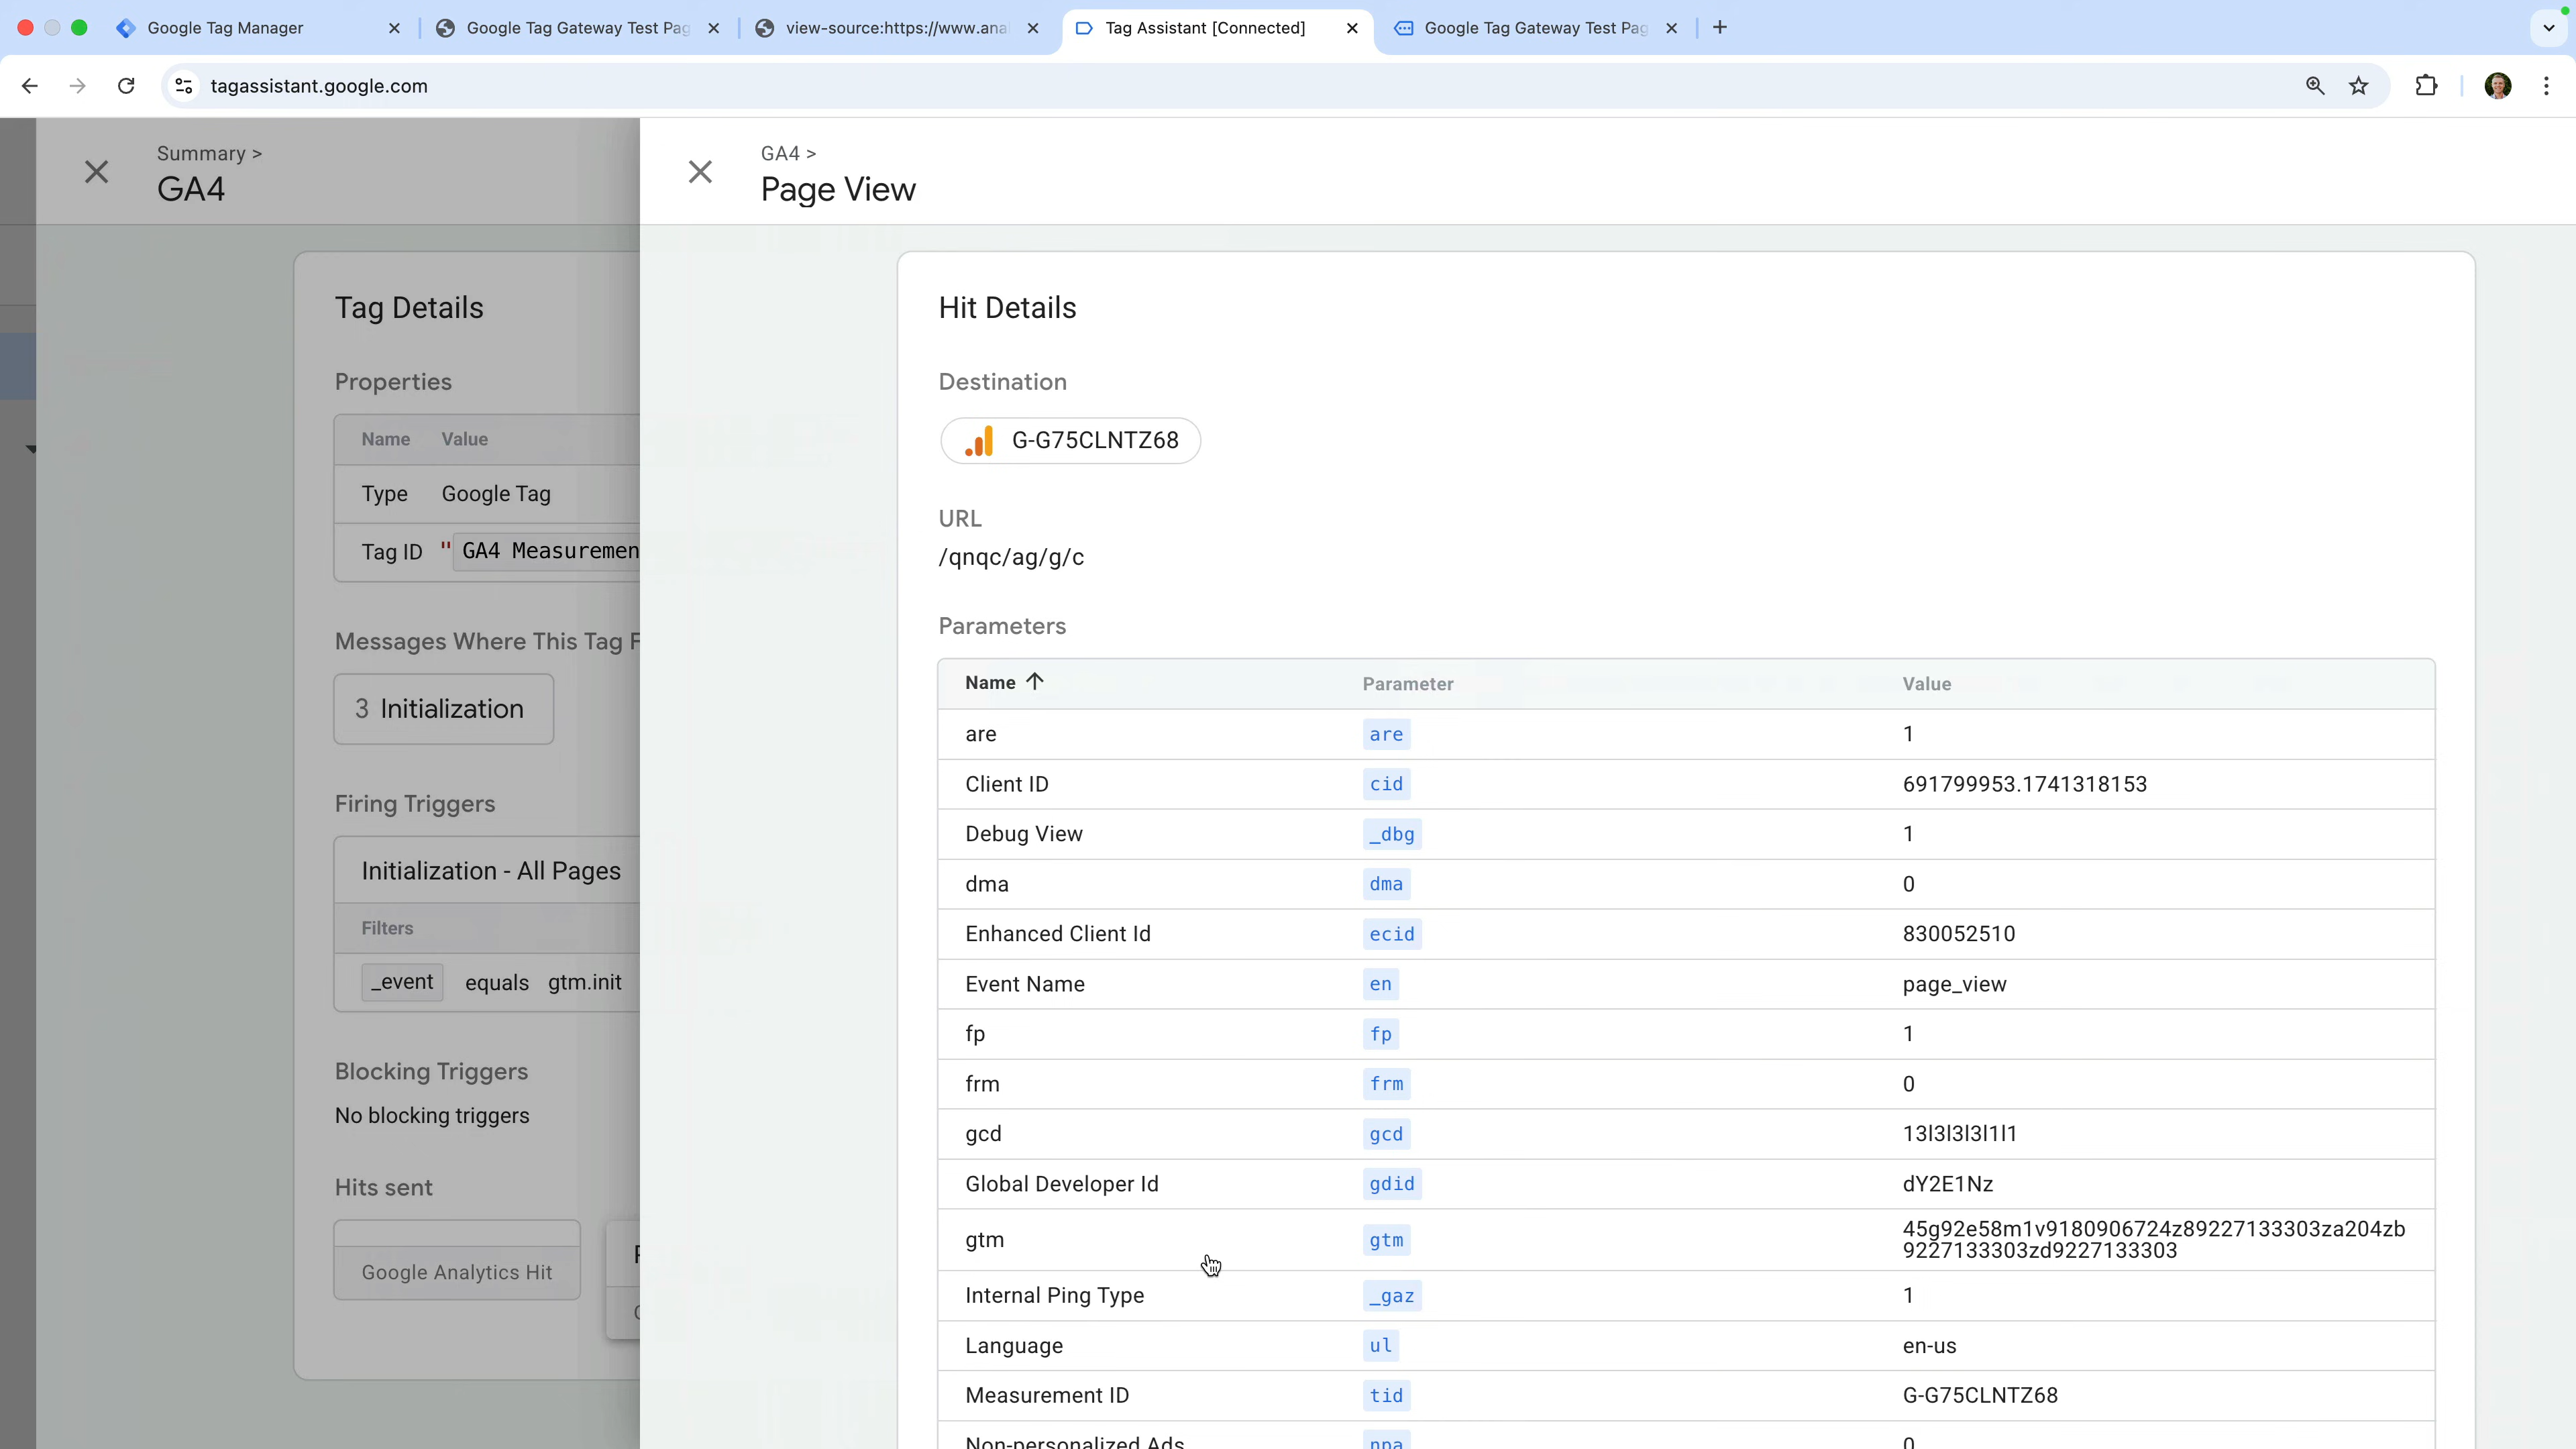 Google Tag Manager
Google Tag Gateway Test Pag
view-source:https://www.anal
Tag Assistant [Connected]
Google Tag Gateway Test Pag
tagassistant.google.com
Summary >
GA4
Tag Details
Properties
Name Value
Type Google Tag
Tag ID " GA4 Measuremen
Messages Where This Tag F
3 Initialization
Firing Triggers
Initialization - All Pages
Filters
_event equals gtm.init
Blocking Triggers
No blocking triggers
Hits sent
Google Analytics Hit
GA4 >
Page View
Hit Details
Destination
G-G75CLNTZ68
URL
/qnqc/ag/g/c
Parameters
Name Parameter Value
are are 1
Client ID cid 691799953.1741318153
Debug View _dbg 1
dma dma 0
Enhanced Client Id ecid 830052510
Event Name en page_view
fp fp 1
frm frm 0
gcd gcd 13l3l3l3l1l1
Global Developer Id gdid dY2E1Nz
gtm gtm 45g92e58m1v9180906724z89227133303za204zb
9227133303zd9227133303
Internal Ping Type _gaz 1
Language ul en-us
Measurement ID tid G-G75CLNTZ68
Non-personalized Ads npa 0